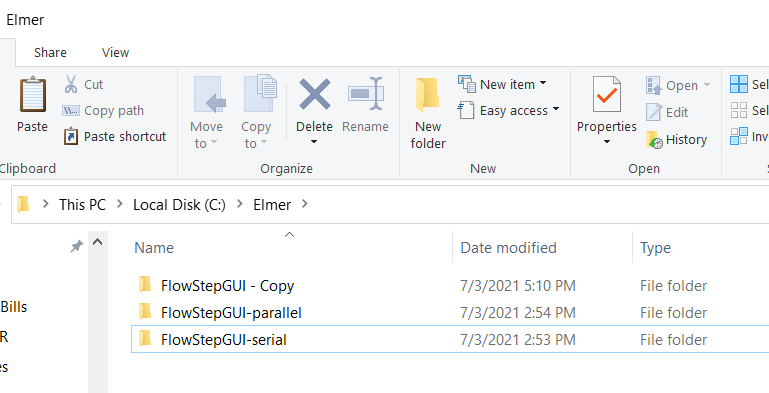 Elmer
Share View
Paste
Cut
Copy path
Paste shortcut
Move to
Copy to
Delete
Rename
New folder
New item
Easy access
Properties
Open
Edit
History
Sel
Sel
Inv
Clipboard
Organize
New
Open
This PC > Local Disk (C:) > Elmer >
Name Date modified Type
FlowStepGUI - Copy 7/3/2021 5:10 PM File folder
Bills
FlowStepGUI-parallel 7/3/2021 2:54 PM File folder
R
FlowStepGUI-serial 7/3/2021 2:53 PM File folder
es